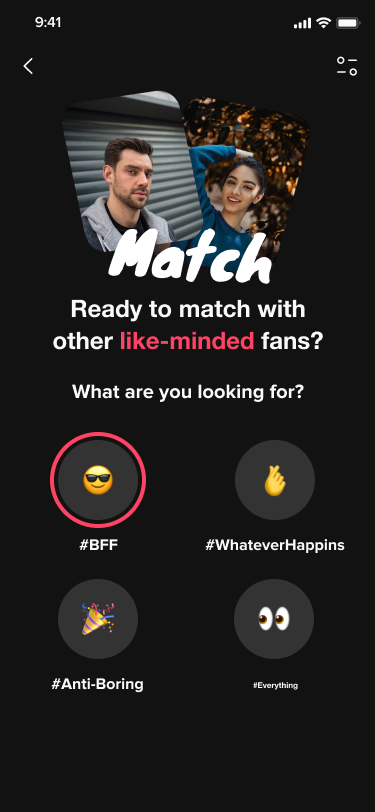 9:41
Match
Ready to match with
other like-minded fans?
What are you looking for?
#BFF
#WhateverHappins
#Anti-Boring
#Everything